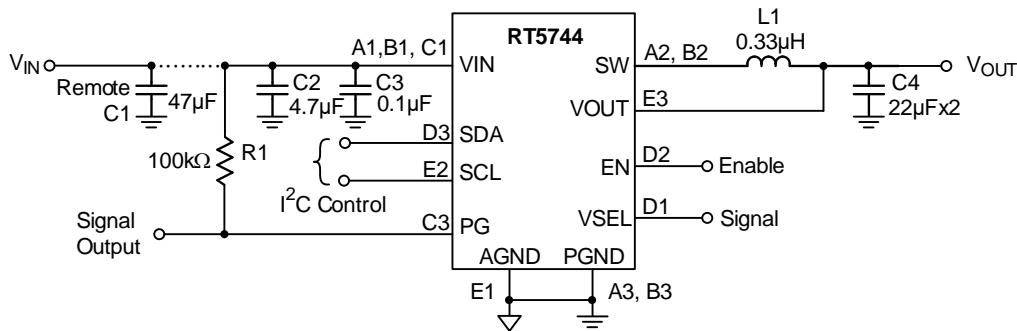 L1
RT5744
0.33µH
A1,B1, C1
A2, B2
VIN
VIN
SW
VOUT
Remote
C1
47µF
C2
4.7µF
C3
0.1µF
C4
22µFx2
VOUT
E3
D3
SDA
100kΩ
R1
E2
SCL
EN
D2
Enable
I²C Control
VSEL
D1
Signal
Signal
Output
C3
PG
AGND
PGND
E1
A3, B3